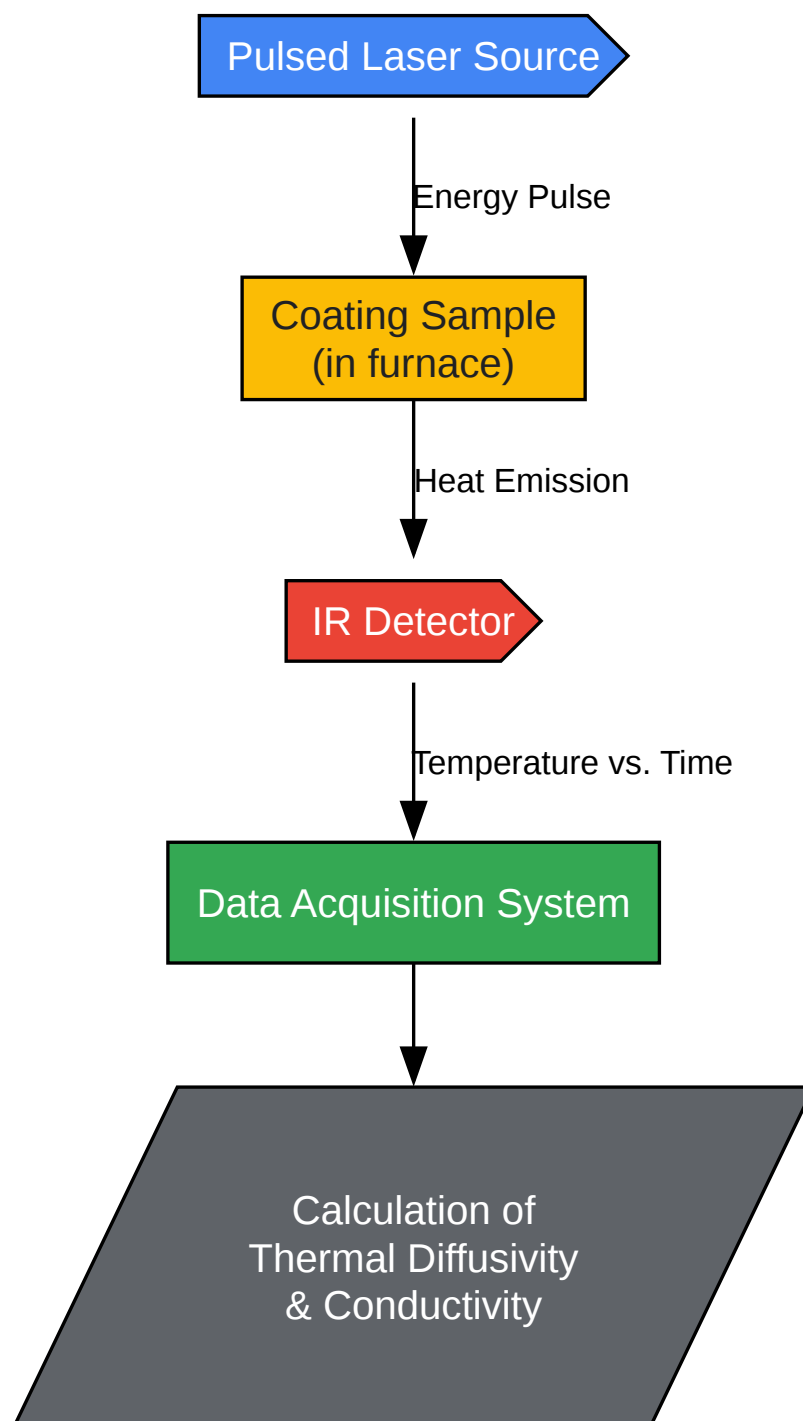 Pulsed Laser Source
Energy Pulse
Coating Sample
(in furnace)
Heat Emission
IR Detector
Temperature vs. Time
Data Acquisition System
Calculation of
Thermal Diffusivity
& Conductivity